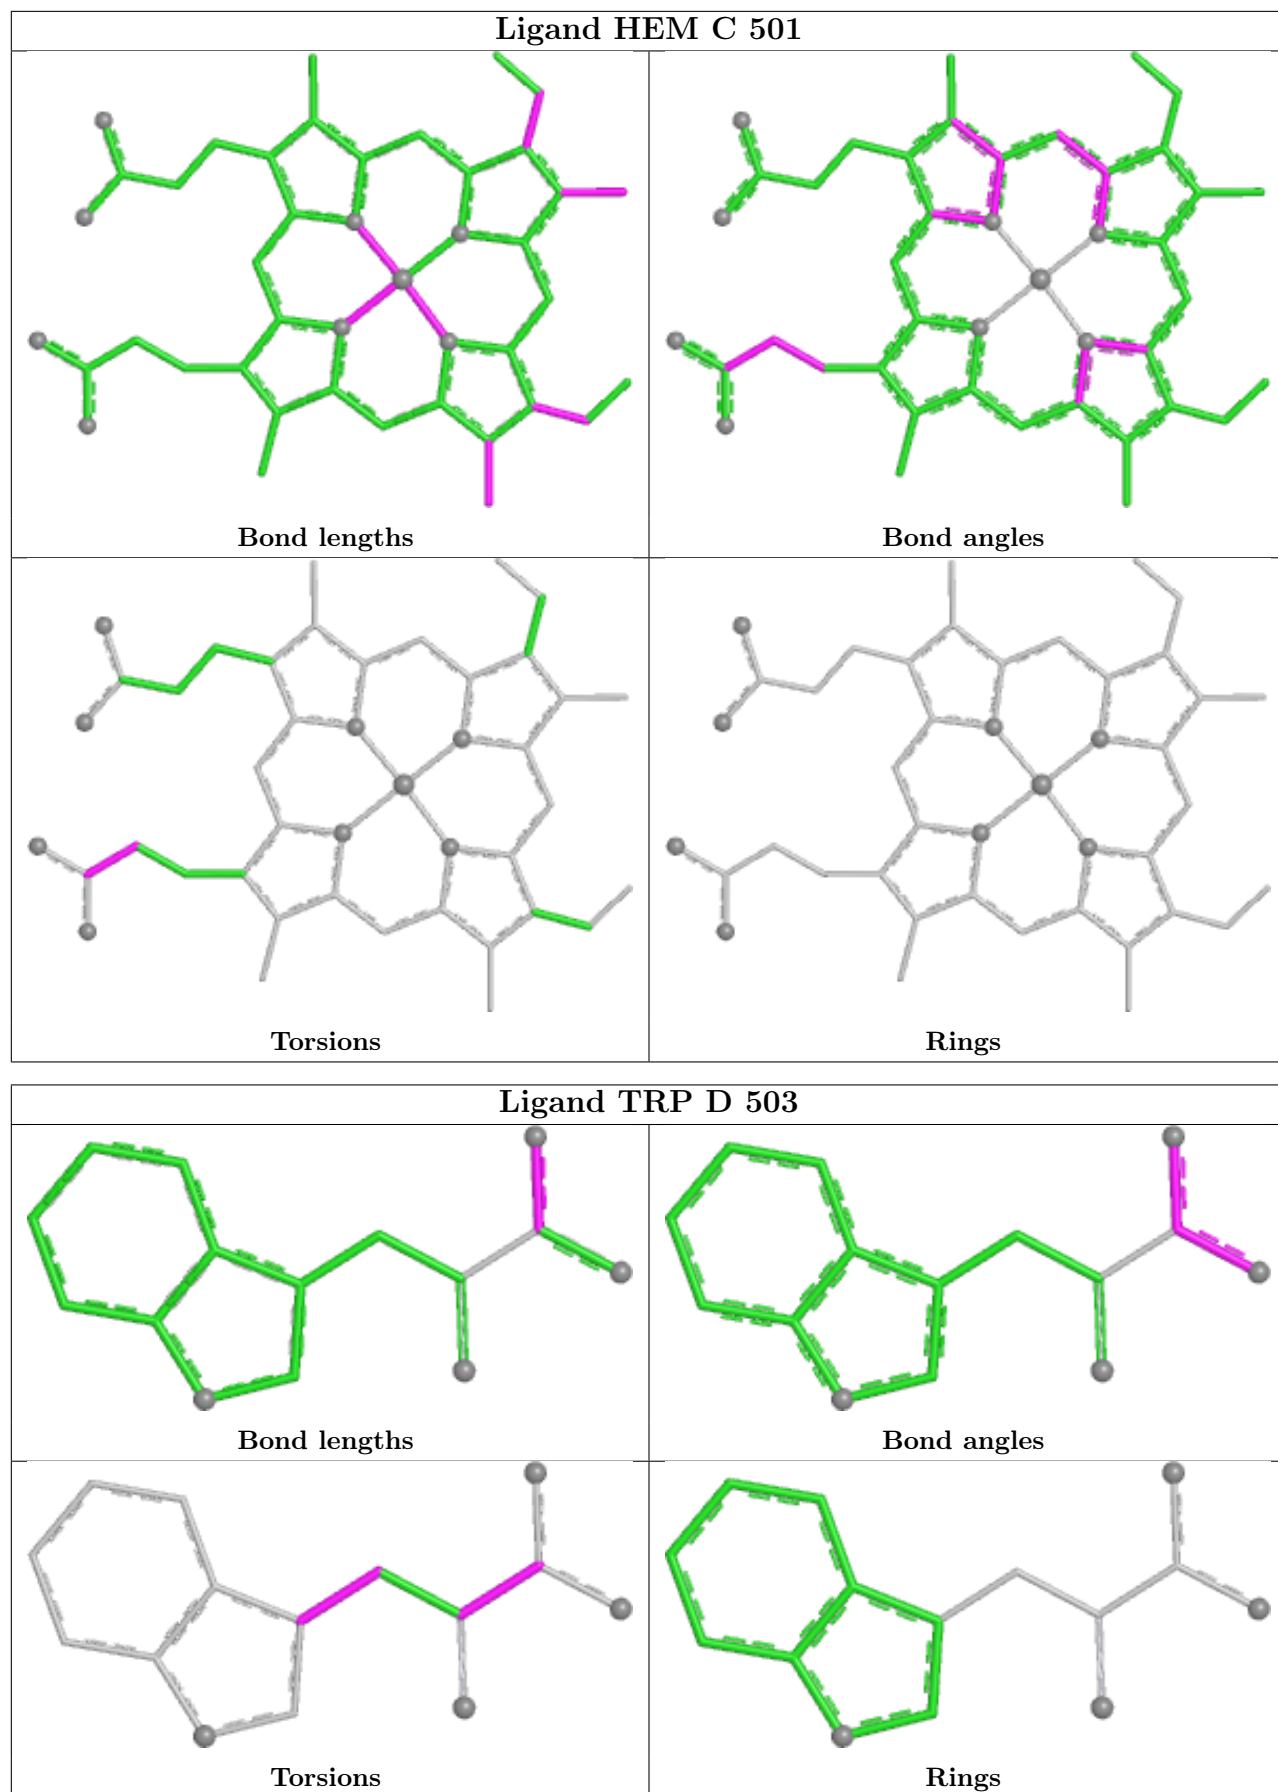 Ligand HEM C 501
Bond lengths
Bond angles
Torsions
Rings
Ligand TRP D 503
Bond lengths
Bond angles
Torsions
Rings